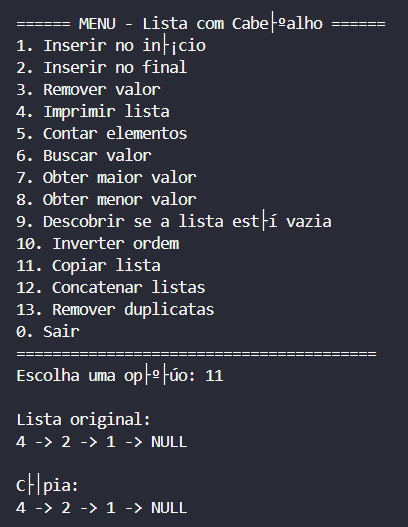 ====== MENU - Lista com Cabe├ºalho ======
1. Inserir no in├¡cio
2. Inserir no final
3. Remover valor
4. Imprimir lista
5. Contar elementos
6. Buscar valor
7. Obter maior valor
8. Obter menor valor
9. Descobrir se a lista est├í vazia
10. Inverter ordem
11. Copiar lista
12. Concatenar listas
13. Remover duplicatas
0. Sair
========================================
Escolha uma op├º├úo: 11
Lista original:
4 -> 2 -> 1 -> NULL
C├│pia:
4 -> 2 -> 1 -> NULL